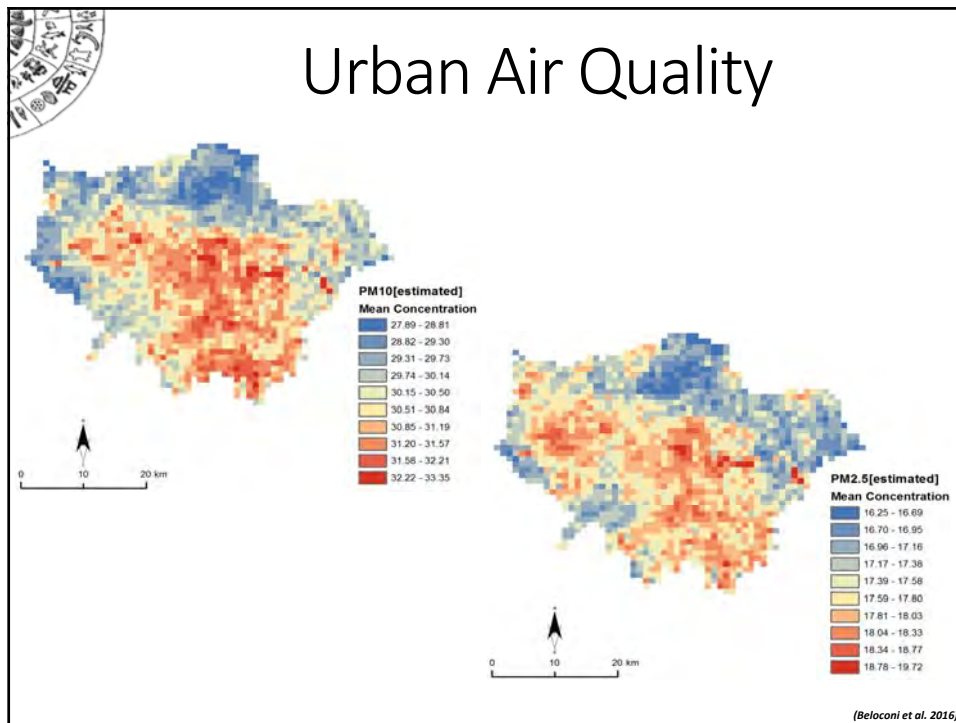 Urban Air Quality
PM10[estimated]
Mean Concentration
27.89 - 28.81
28.82 - 29.30
29.31 - 29.73
29.74 - 30.14
30.15 - 30.50
30.51 - 30.84
30.85 - 31.19
31.20 - 31.57
31.58 - 32.21
32.22 - 33.35
0 10 20 km
PM2.5[estimated]
Mean Concentration
16.25 - 16.69
16.70 - 16.95
16.96 - 17.16
17.17 - 17.38
17.39 - 17.58
17.59 - 17.80
17.81 - 18.03
18.04 - 18.33
18.34 - 18.77
18.78 - 19.72
0 10 20 km
(Beloconi et al. 2016)